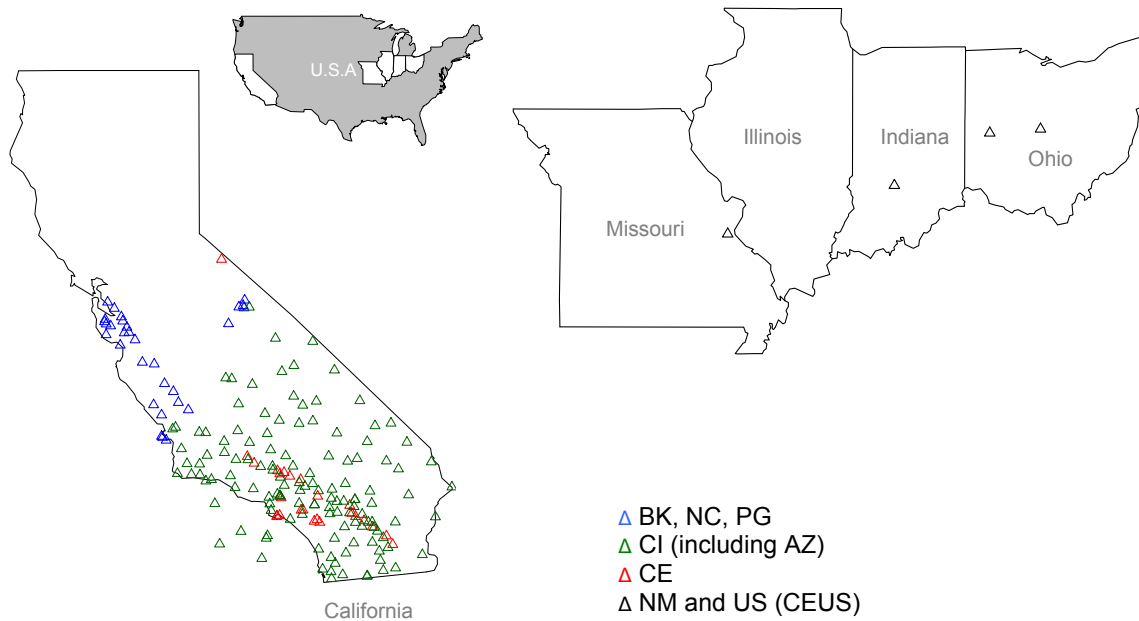 U.S.A
Illinois
Indiana
Ohio
Missouri
California
Δ BK, NC, PG
Δ CI (including AZ)
Δ CE
Δ NM and US (CEUS)